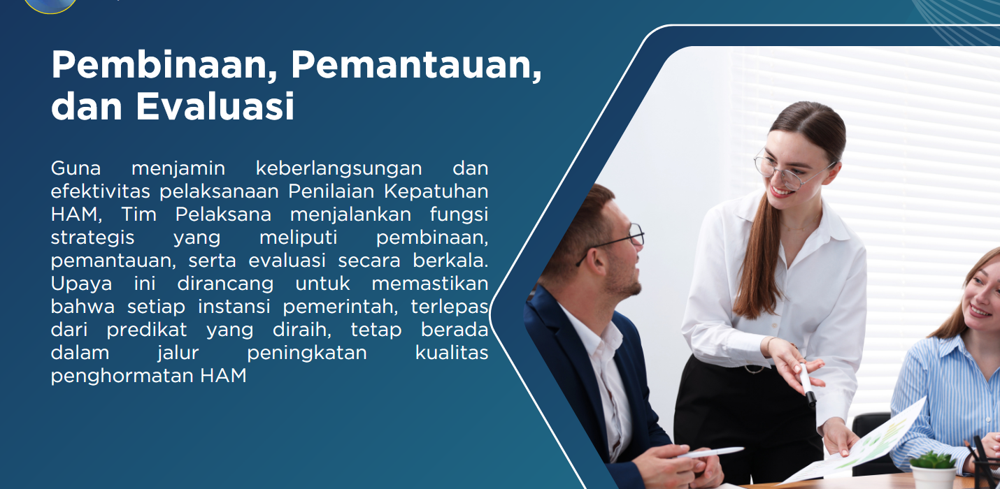 Pembinaan, Pemantauan,
dan Evaluasi
Guna menjamin keberlangsungan dan
efektivitas pelaksanaan Penilaian Kepatuhan
HAM, Tim Pelaksana menjalankan fungsi
strategis yang meliputi pembinaan,
pemantauan, serta evaluasi secara berkala.
Upaya ini dirancang untuk memastikan
bahwa setiap instansi pemerintah, terlepas
dari predikat yang diraih, tetap berada
dalam jalur peningkatan kualitas
penghormatan HAM